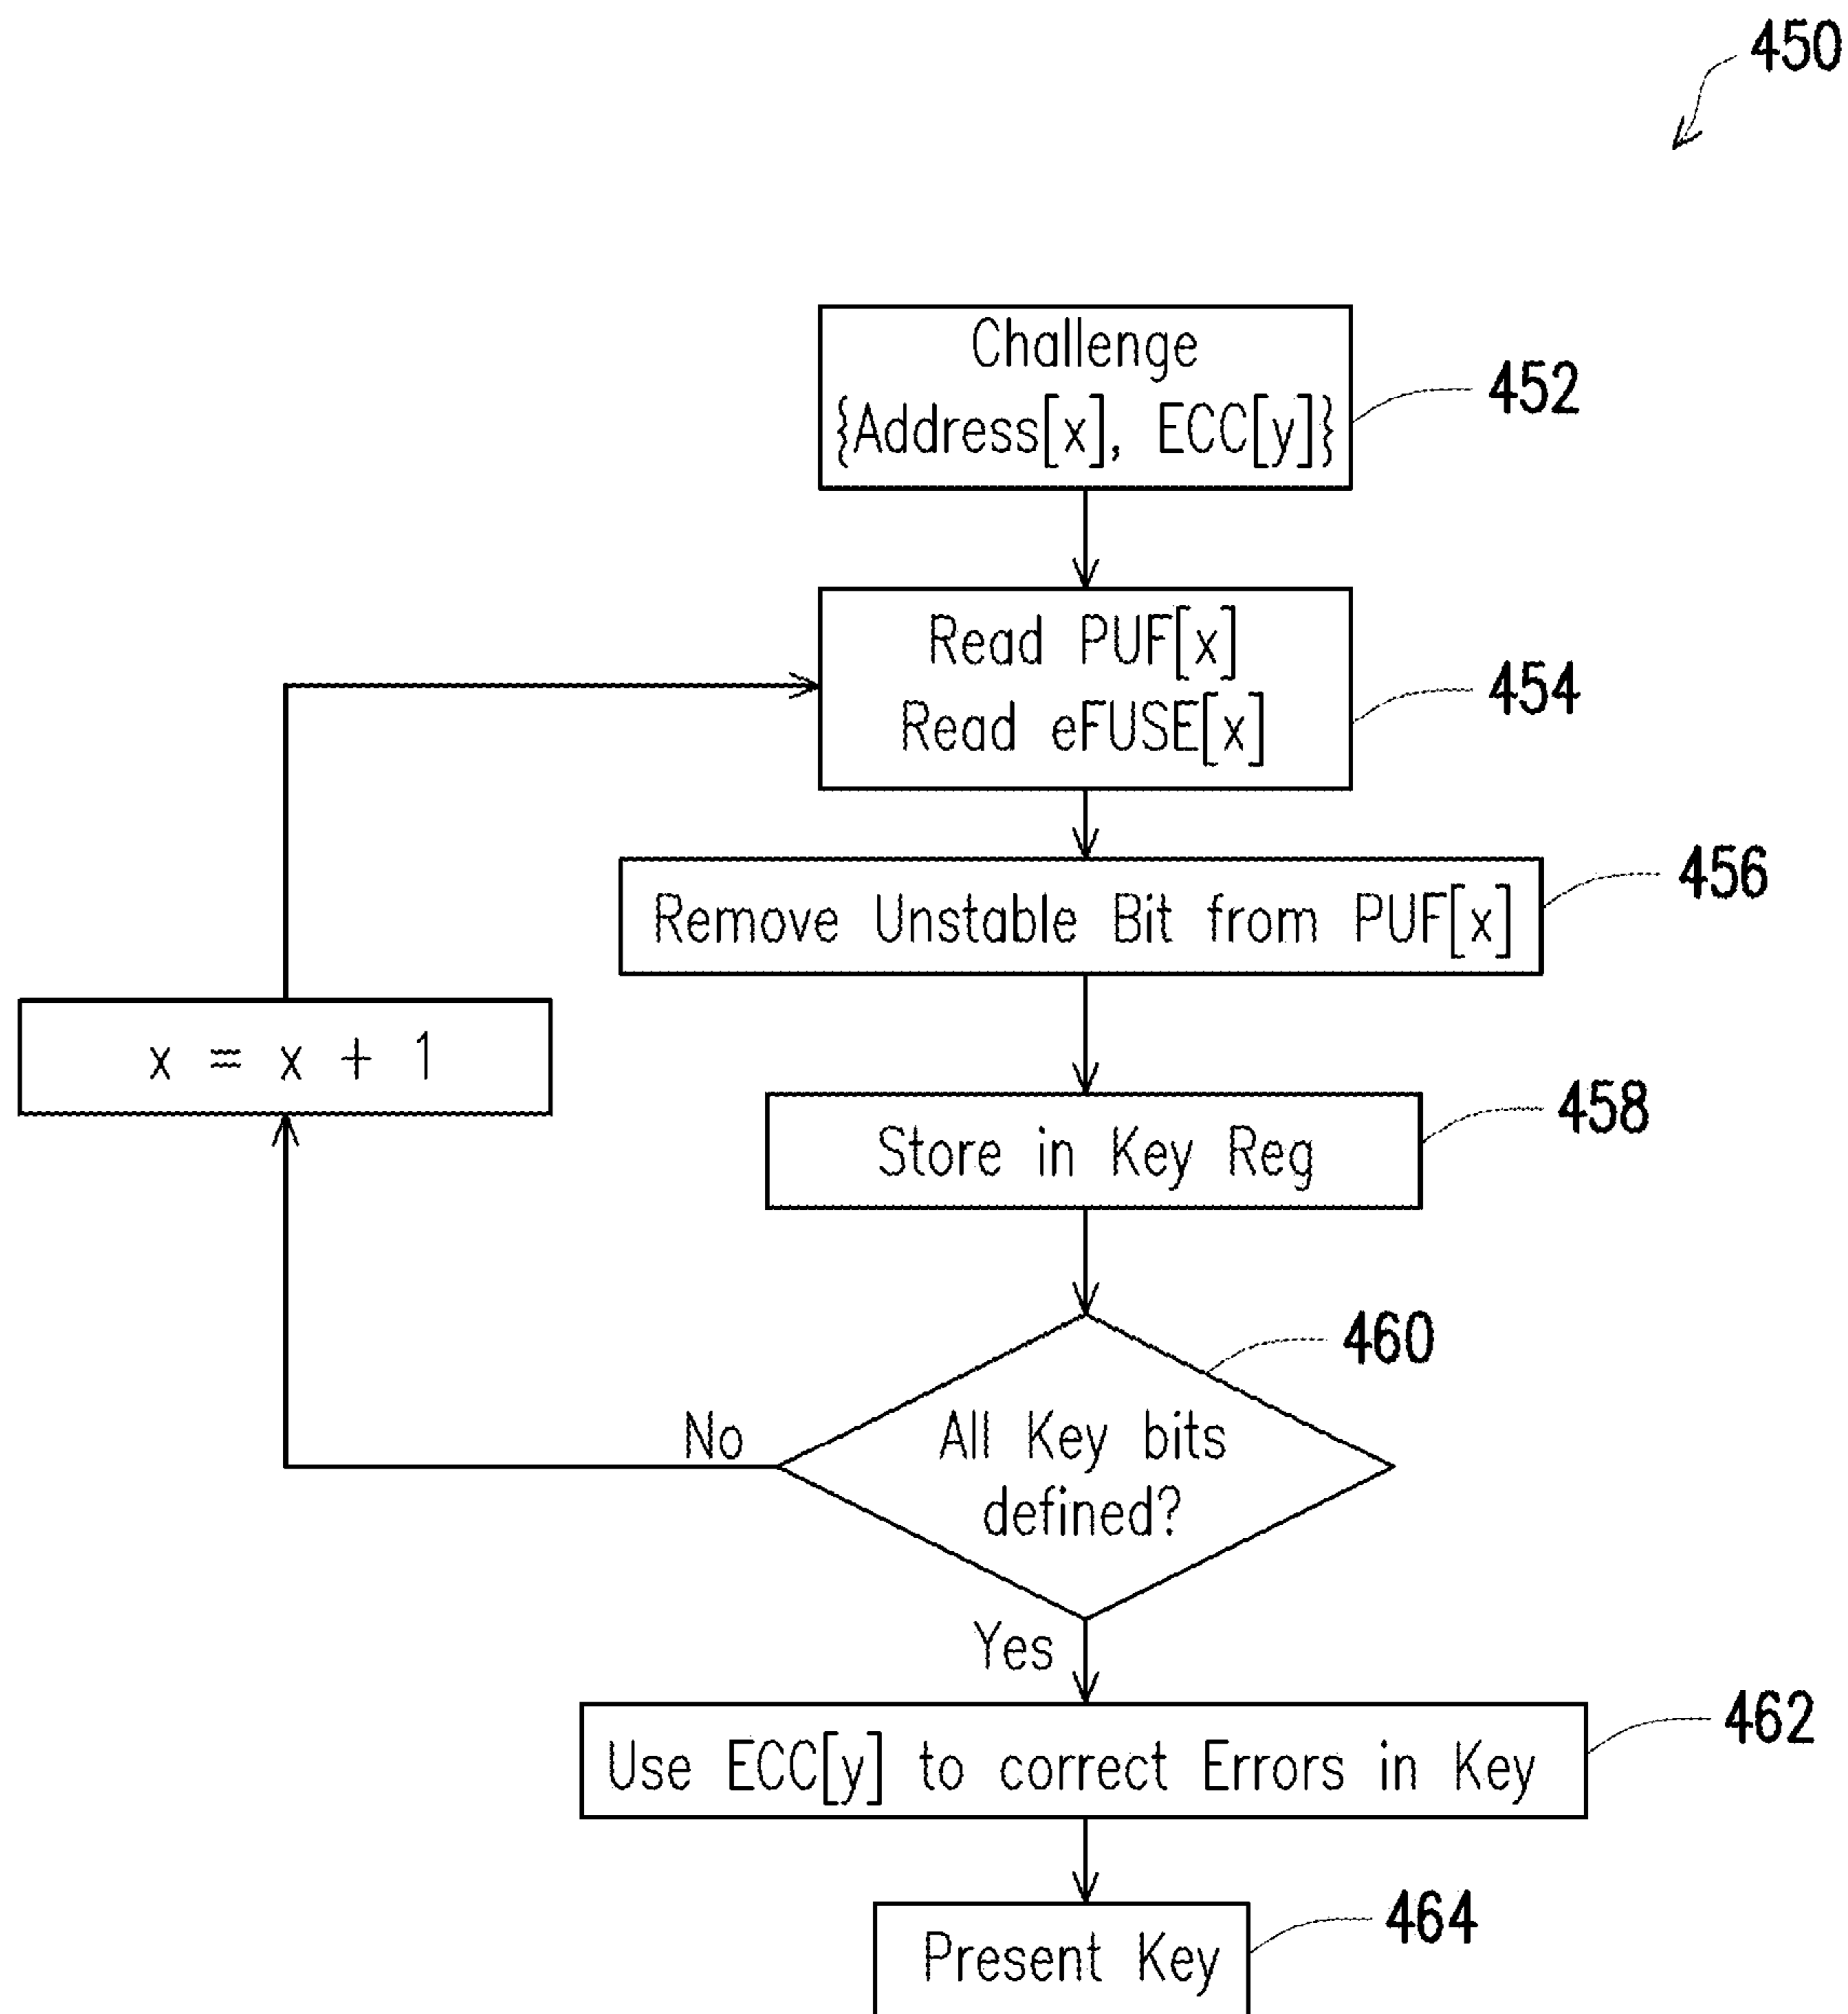 450
Challenge
{Address[x], ECC[y]}
452
Read PUF[x]
Read eFUSE[x]
454
Remove Unstable Bit from PUF[x]
456
x = x + 1
Store in Key Reg
458
All Key bits
defined?
460
No
Yes
Use ECC[y] to correct Errors in Key
462
Present Key
464